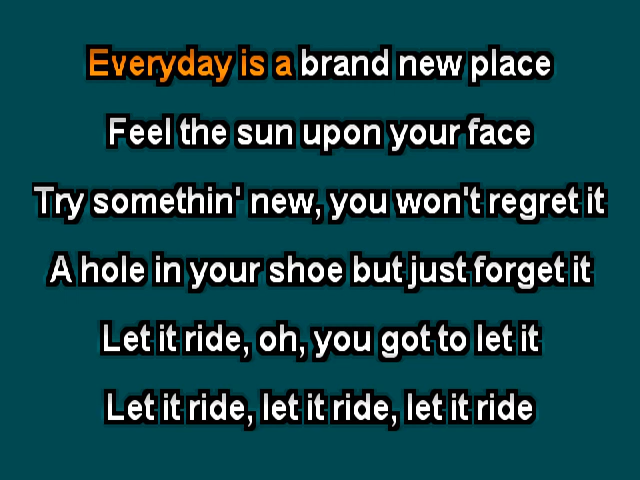 Everyday is a brand new place
Feel the sun upon your face
Try somethin' new, you won't regret it
A hole in your shoe but just forget it
Let it ride, oh, you got to let it
Let it ride, let it ride, let it ride